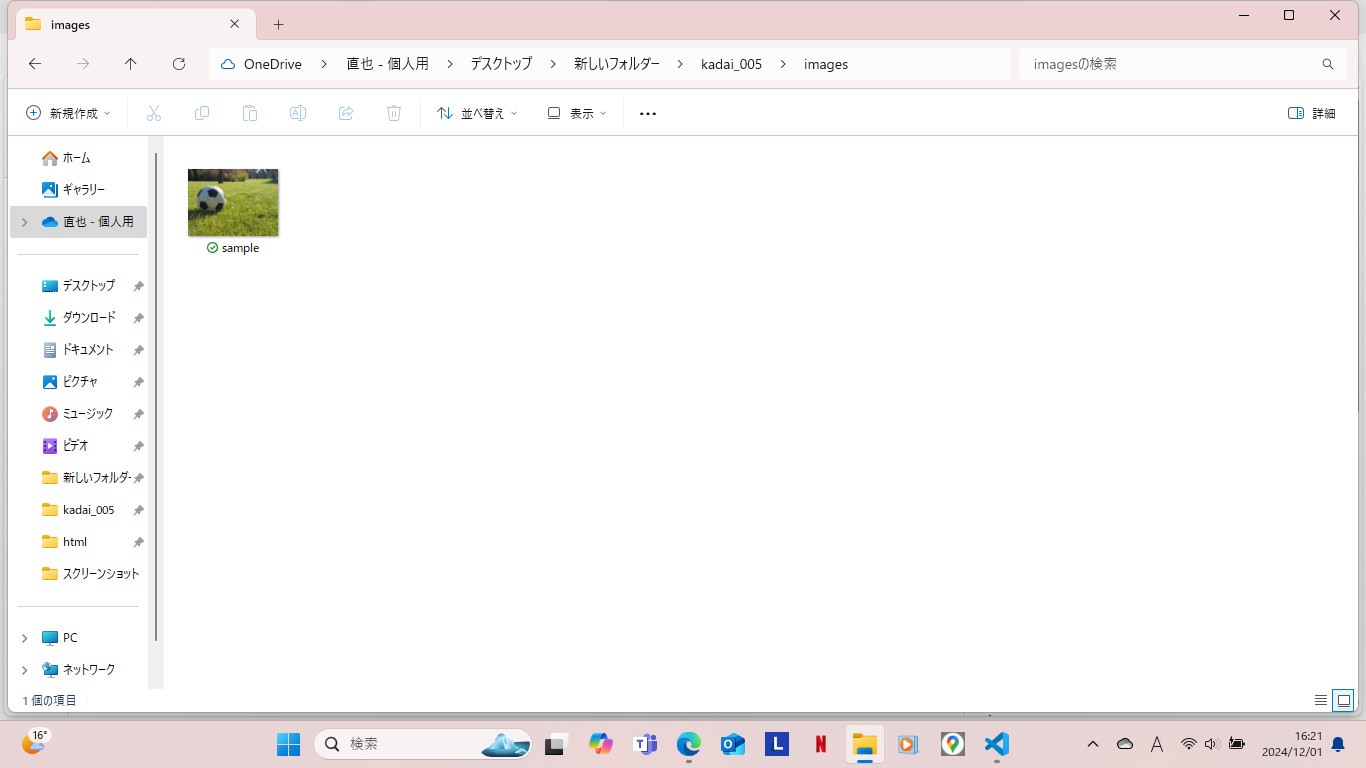 images
OneDrive 直也 - 個人用 デスクトップ 新しいフォルダー kadai_005 images imagesの検索
新規作成 並べ替え 表示 詳細
ホーム
ギャラリー
直也 - 個人用
デスクトップ
ダウンロード
ドキュメント
ピクチャ
ミュージック
ビデオ
新しいフォルダ-
kadai_005
html
スクリーンショット
PC
ネットワーク
sample
1 個の項目
16°
検索
A
16:21
2024/12/01